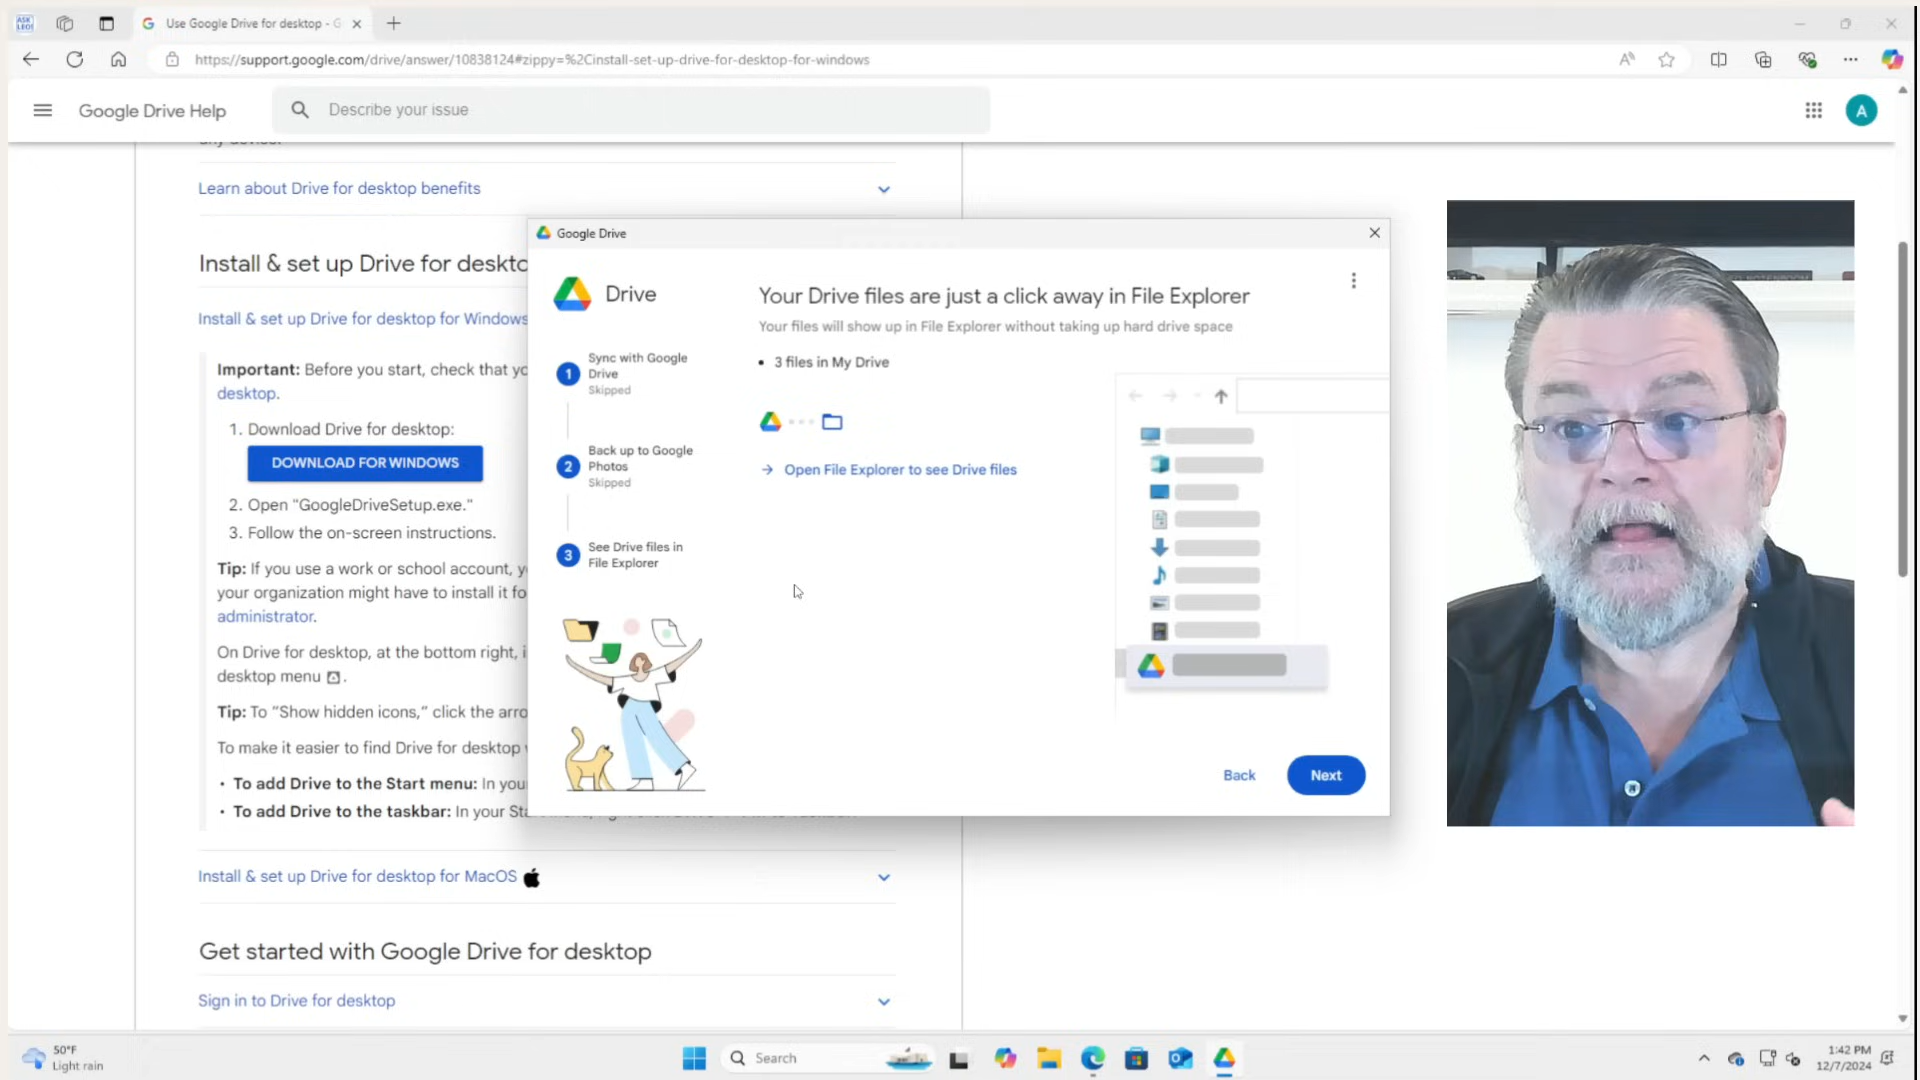 ASK
LEO!
Use Google Drive for desktop - G
https://support.google.com/drive/answer/10838124#zippy=%2Cinstall-set-up-drive-for-desktop-for-windows
Google Drive Help
Describe your issue
A
any device.
Learn about Drive for desktop benefits
Install & set up Drive for deskto
Install & set up Drive for desktop for Windows
Important: Before you start, check that yo
desktop.
1. Download Drive for desktop:
DOWNLOAD FOR WINDOWS
2. Open "GoogleDriveSetup.exe."
3. Follow the on-screen instructions.
Tip: If you use a work or school account, y
your organization might have to install it fo
administrator.
On Drive for desktop, at the bottom right, i
desktop menu
Tip: To "Show hidden icons," click the arro
To make it easier to find Drive for desktop
• To add Drive to the Start menu: In your
• To add Drive to the taskbar: In your Sta
Install & set up Drive for desktop for MacOS
Get started with Google Drive for desktop
Sign in to Drive for desktop
Google Drive
Drive
1
Sync with Google
Drive
Skipped
2
Back up to Google
Photos
Skipped
3
See Drive files in
File Explorer
Your Drive files are just a click away in File Explorer
Your files will show up in File Explorer without taking up hard drive space
• 3 files in My Drive
Open File Explorer to see Drive files
Back
Next
50°F
Light rain
Search
1:42 PM
12/7/2024